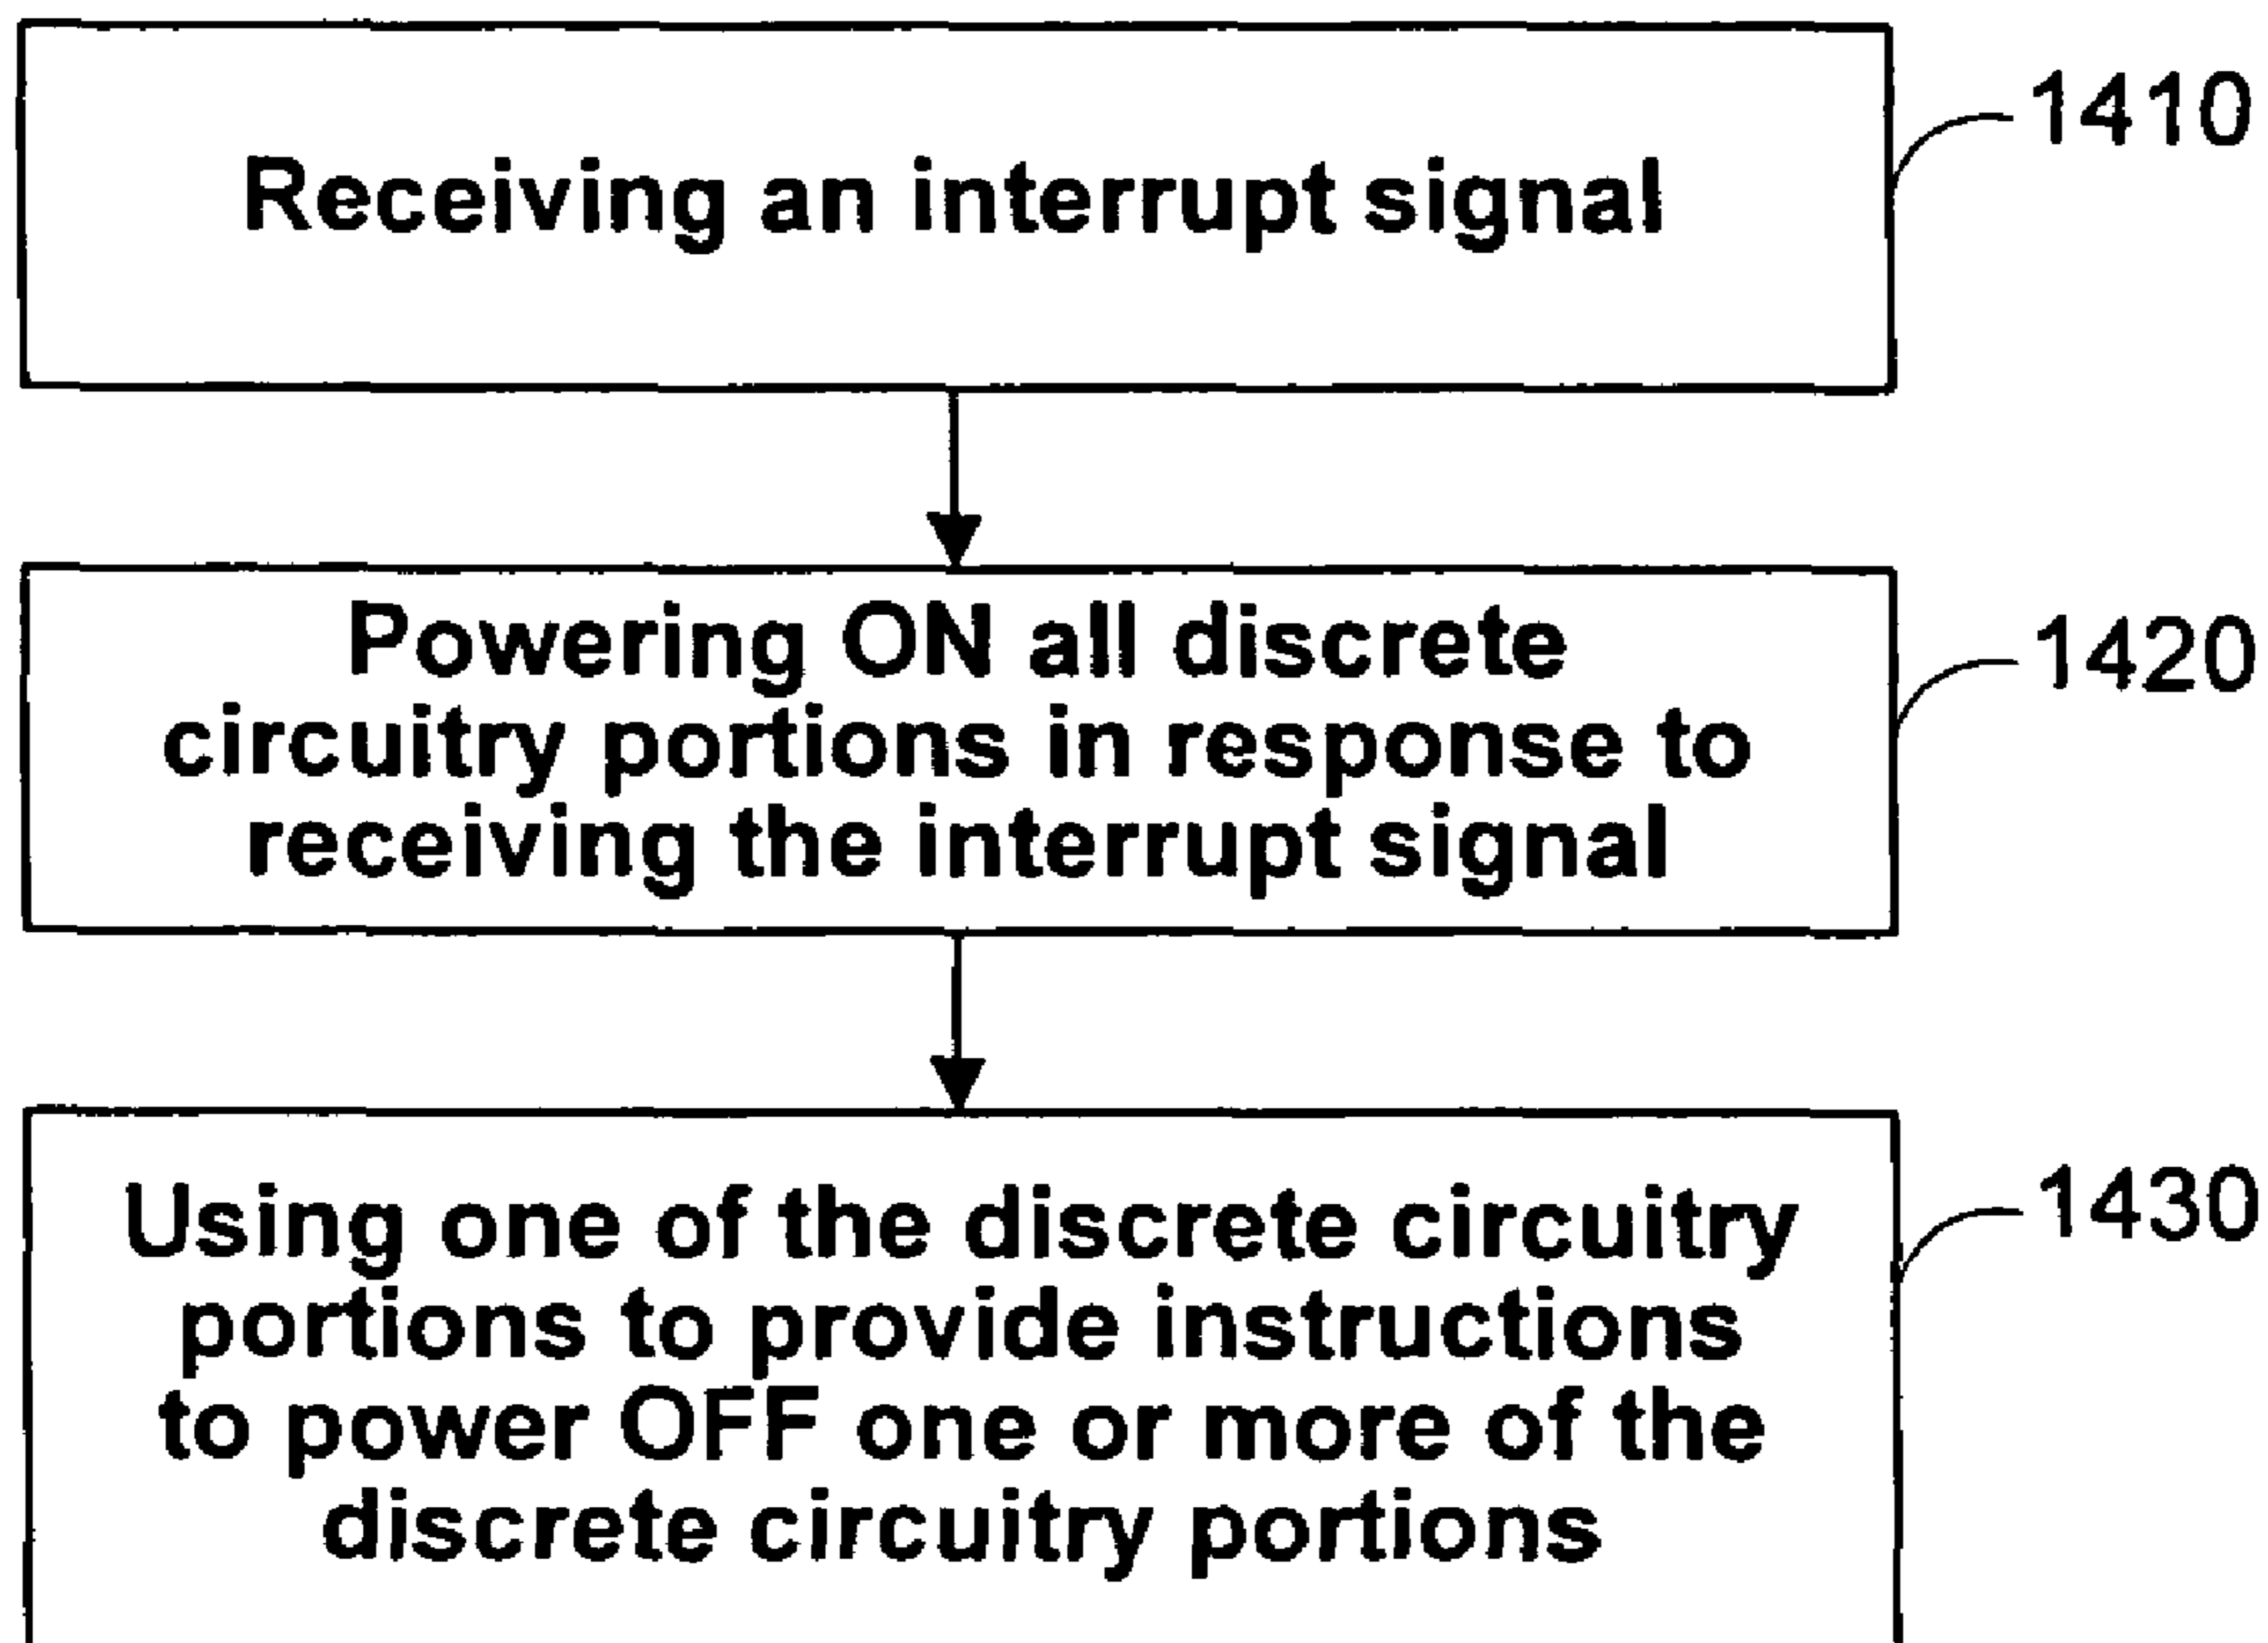 Receiving an interrupt signal
1410
Powering ON all discrete
circuitry portions in response to
receiving the interrupt signal
1420
Using one of the discrete circuitry
portions to provide instructions
to power OFF one or more of the
discrete circuitry portions
1430